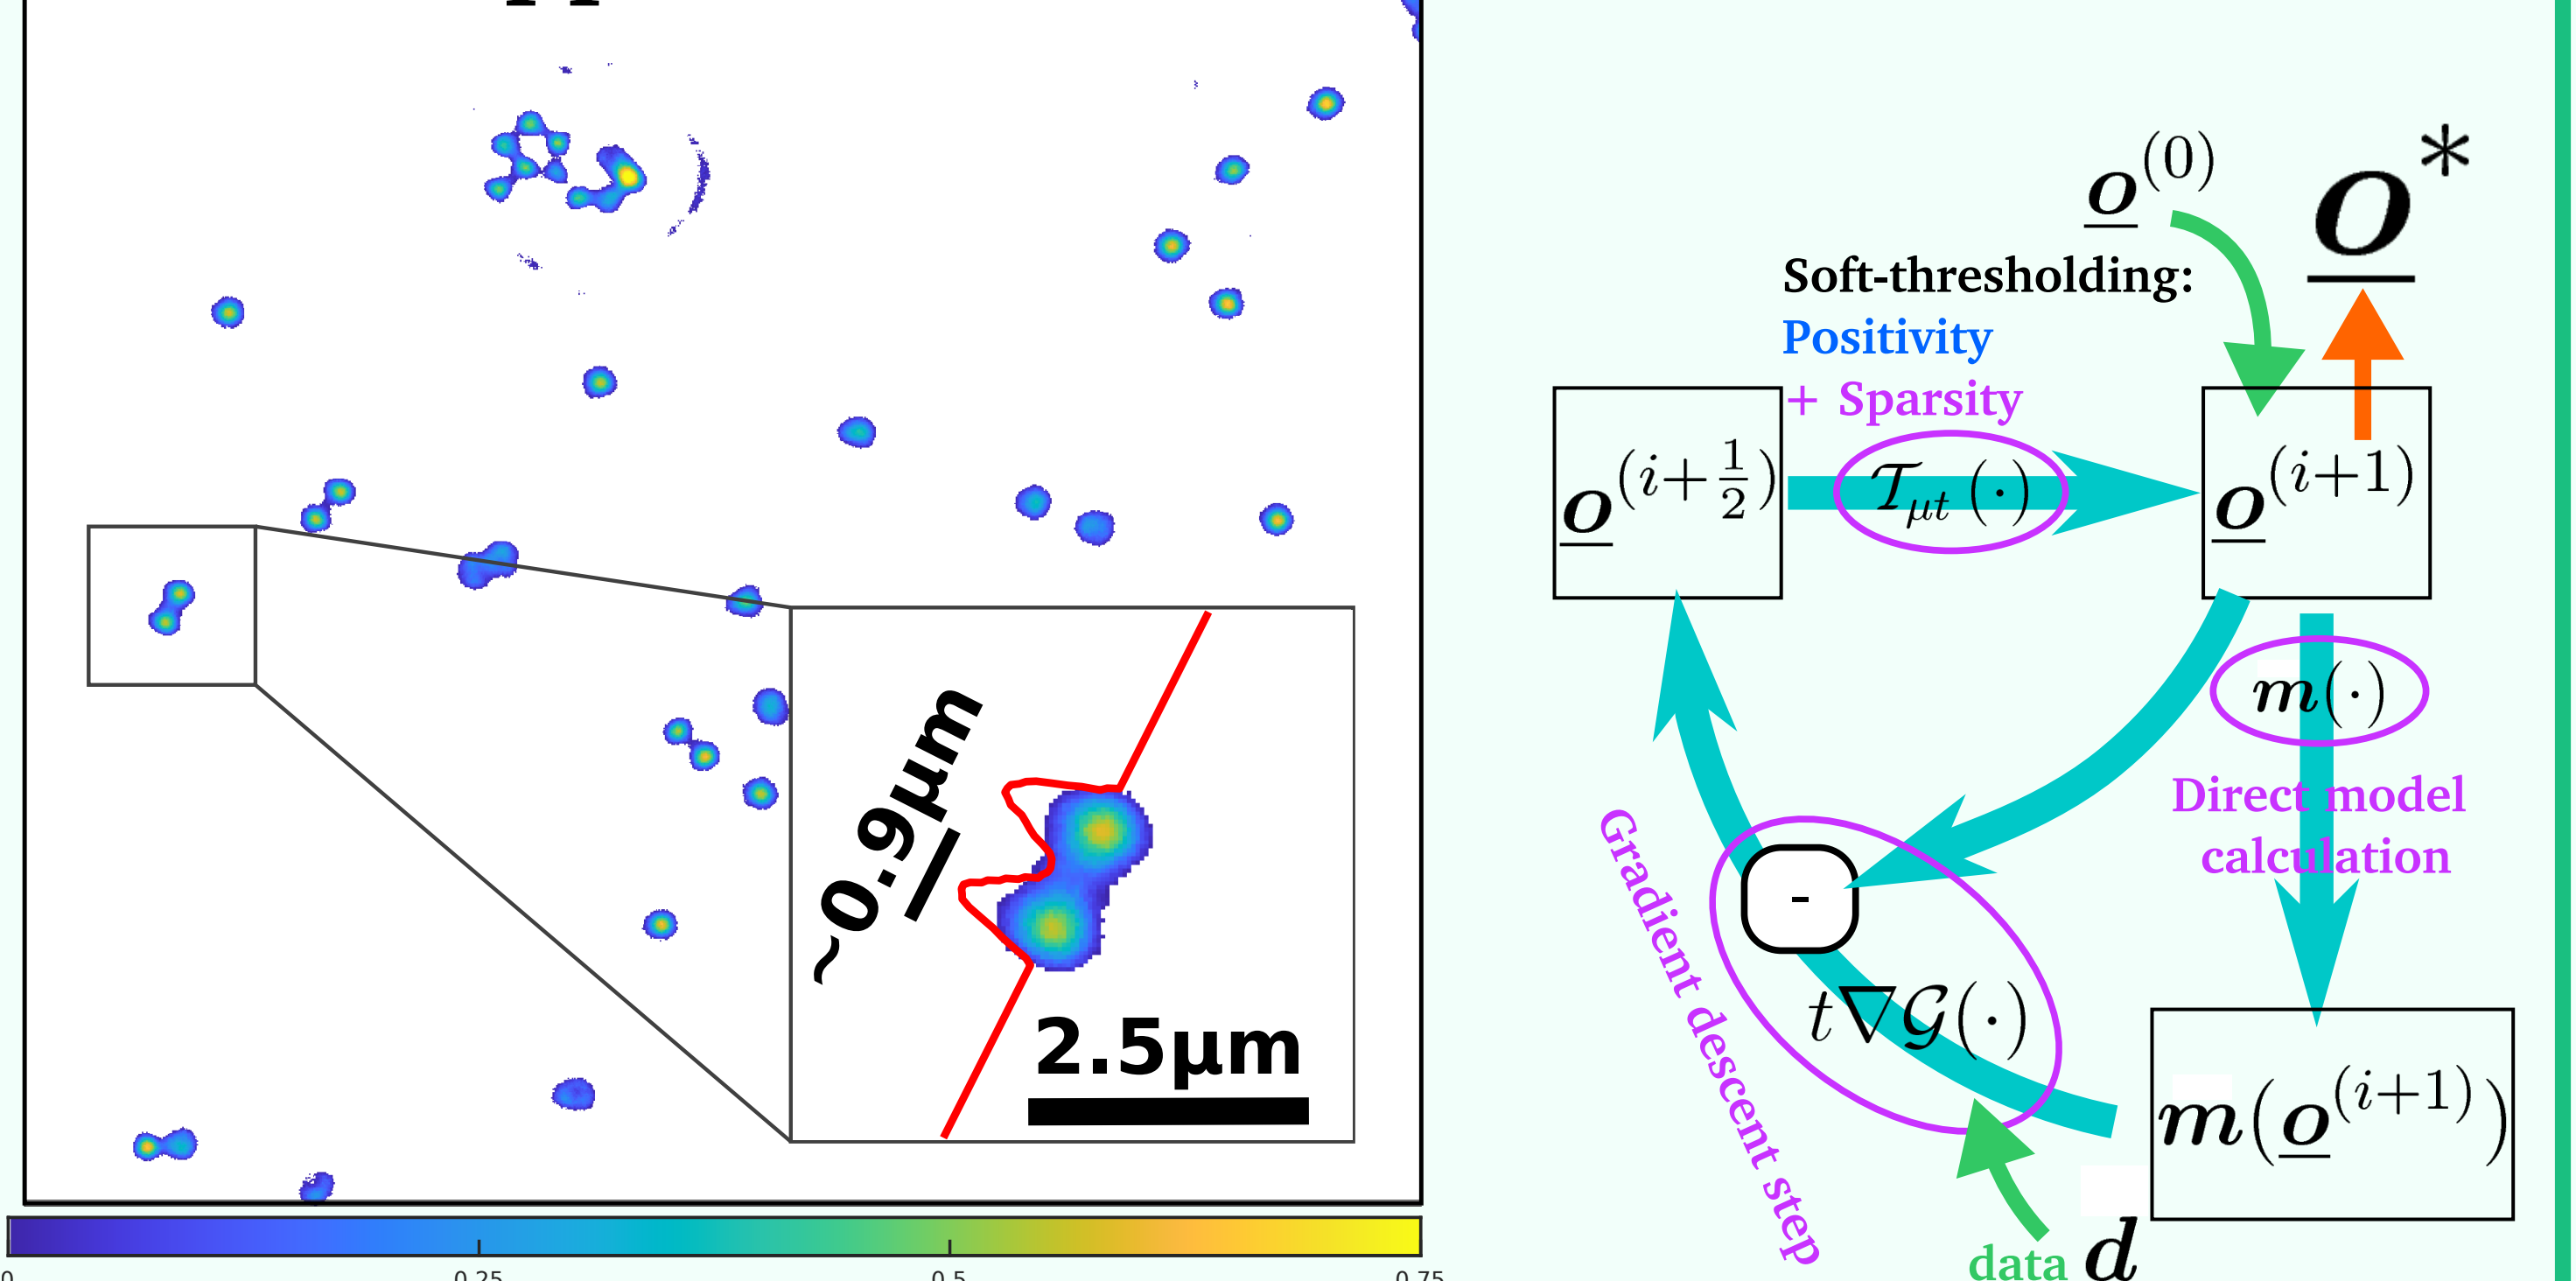 ~0.9µm
2.5µm
0 0.25 0.5 0.75
o^(0)
o^*
Soft-thresholding:
Positivity
+ Sparsity
o^(i+1/2)
𝒯_μt (·)
o^(i+1)
m(·)
Direct model
calculation
Gradient descent step
-
t∇𝒢(·)
m(o^(i+1))
data d